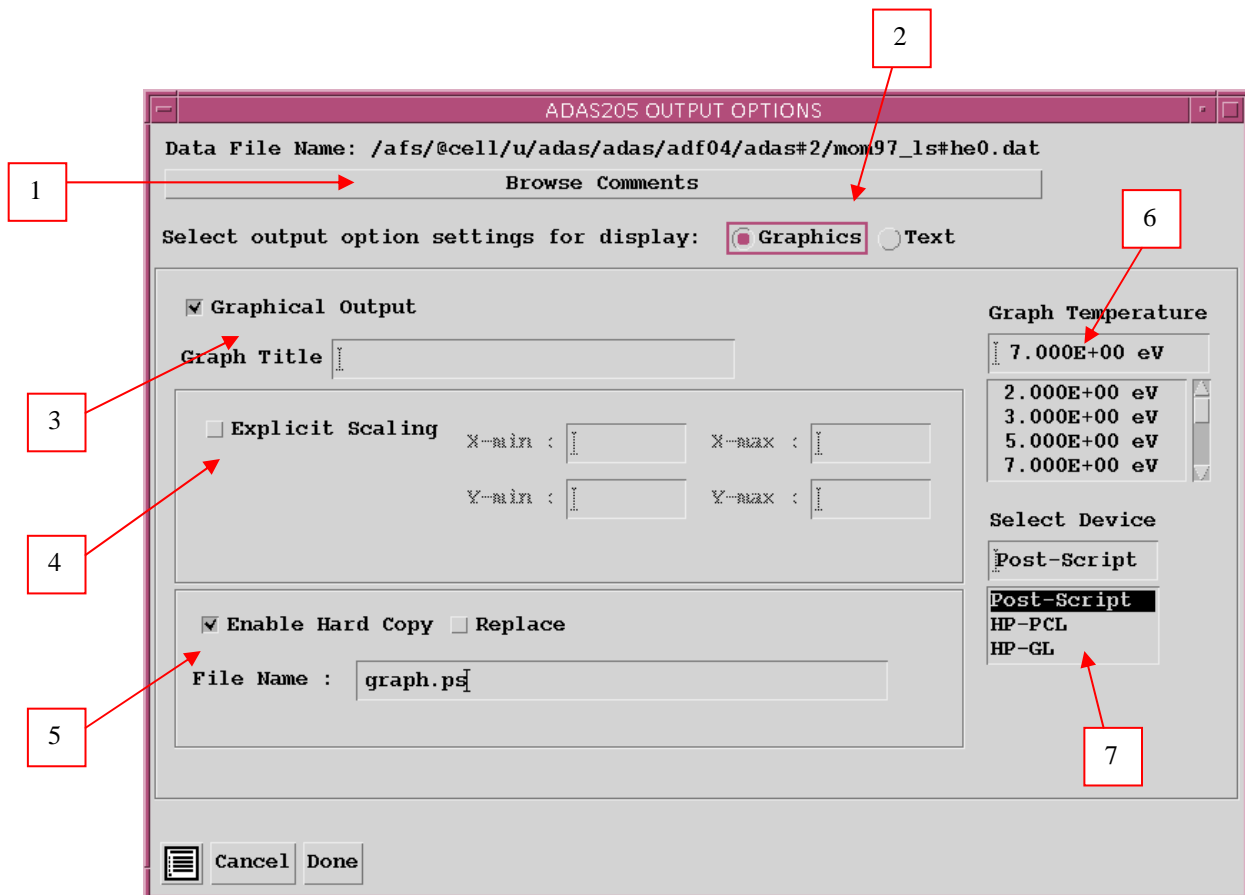 2
ADAS205 OUTPUT OPTIONS
Data File Name: /afs/@cell/u/adas/adas/adf04/adas#2/mom97_ls#he0.dat
1
Browse Comments
6
Select output option settings for display: Graphics Text
Graphical Output
Graph Temperature
Graph Title
7.000E+00 eV
3
2.000E+00 eV
3.000E+00 eV
5.000E+00 eV
7.000E+00 eV
Explicit Scaling
X-min :
X-max :
Y-min :
Y-max :
4
Select Device
Post-Script
Post-Script
HP-PCL
HP-GL
Enable Hard Copy Replace
File Name : graph.ps
5
7
Cancel Done